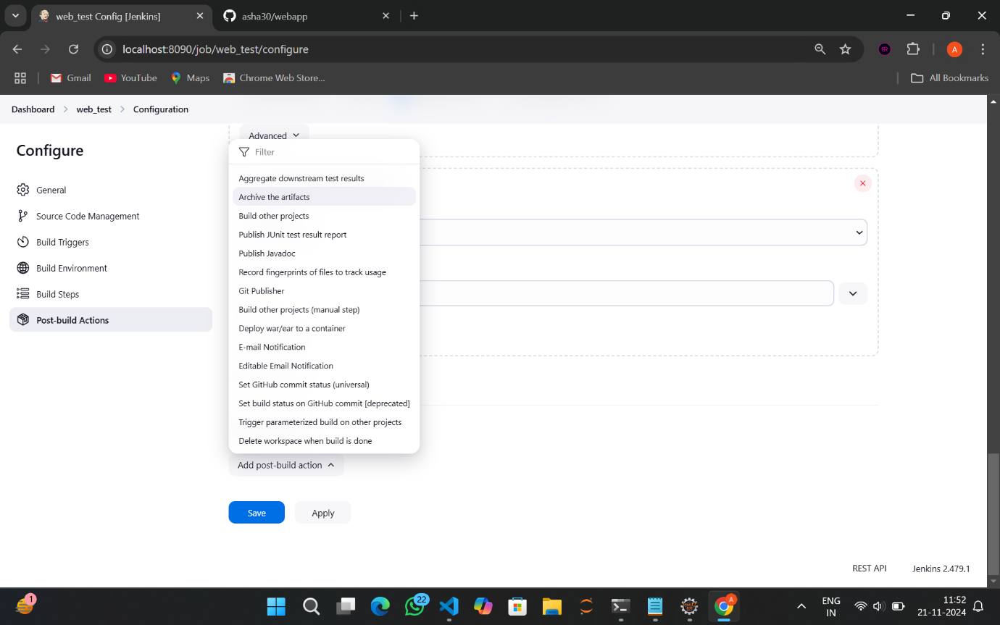 web_test Config [Jenkins]
asha30/webapp
localhost:8090/job/web_test/configure
A
Gmail
YouTube
Maps
Chrome Web Store...
All Bookmarks
Dashboard
web_test
Configuration
Configure
General
Source Code Management
Build Triggers
Build Environment
Build Steps
Post-build Actions
Advanced
Filter
Aggregate downstream test results
Archive the artifacts
Build other projects
Publish JUnit test result report
Publish Javadoc
Record fingerprints of files to track usage
Git Publisher
Build other projects (manual step)
Deploy war/ear to a container
E-mail Notification
Editable Email Notification
Set GitHub commit status (universal)
Set build status on GitHub commit [deprecated]
Trigger parameterized build on other projects
Delete workspace when build is done
Add post-build action
Save
Apply
REST API
Jenkins 2.479.1
1
22
A
ENG
IN
11:52
21-11-2024